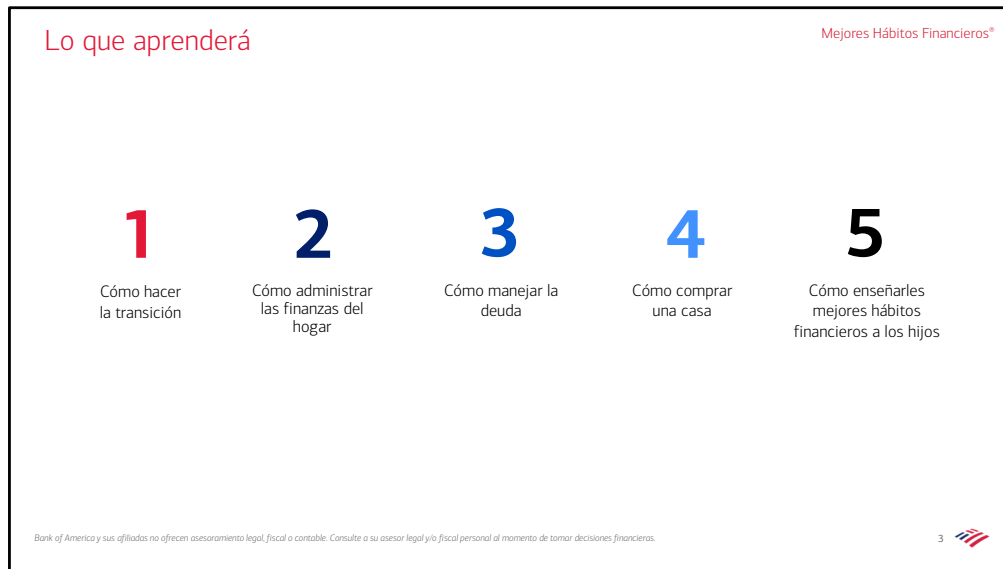 Lo que aprenderá
Mejores Hábitos Financieros®
1
Cómo hacer
la transición
2
Cómo administrar
las finanzas del
hogar
3
Cómo manejar la
deuda
4
Cómo comprar
una casa
5
Cómo enseñarles
mejores hábitos
financieros a los hijos
Bank of America y sus afiliadas no ofrecen asesoramiento legal, fiscal o contable. Consulte a su asesor legal y/o fiscal personal al momento de tomar decisiones financieras.
3